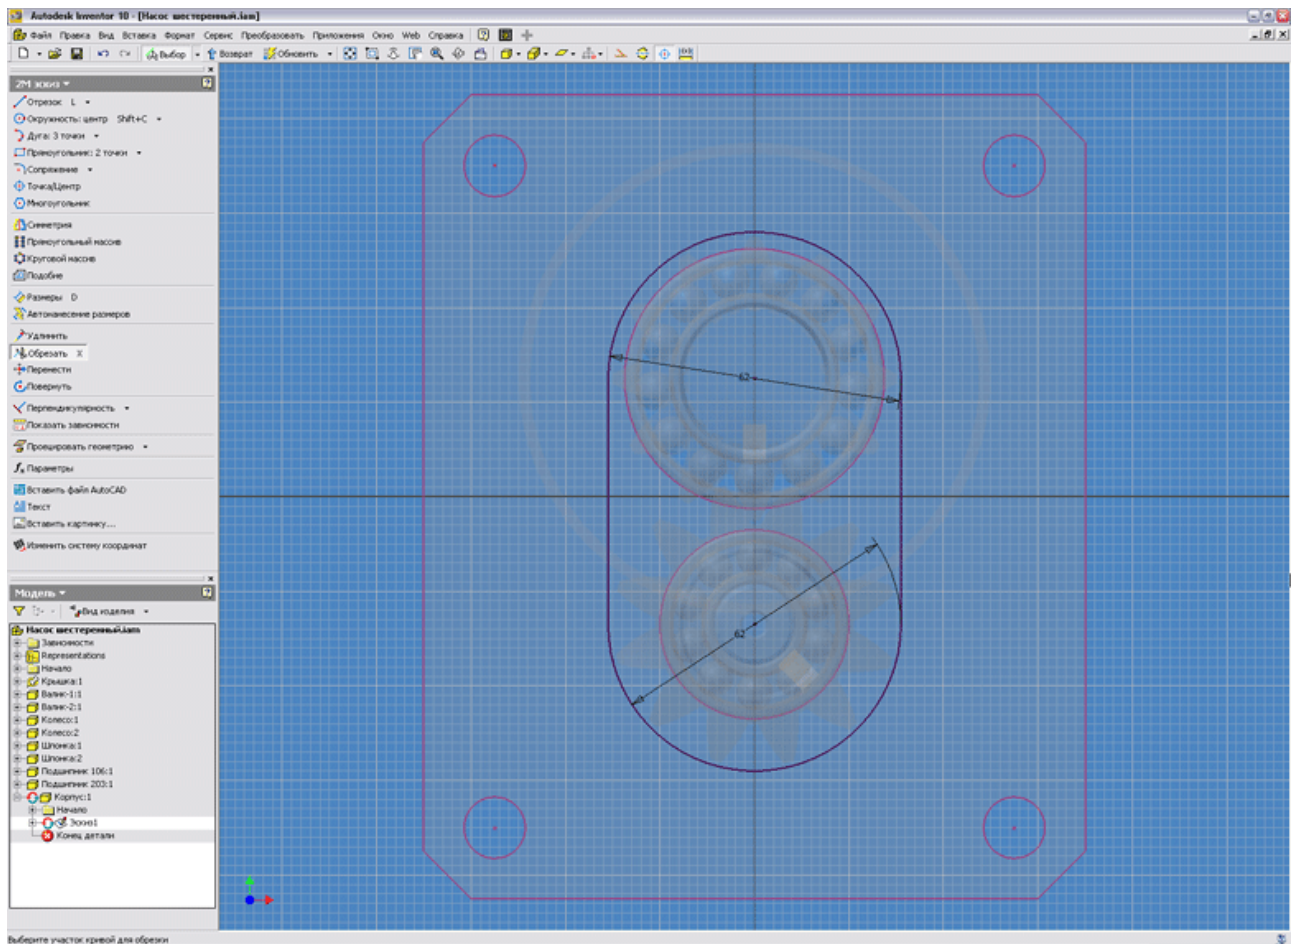 Autodesk Inventor 10 - [Насос шестеренный.iam]
Файл Правка Вид Вставка Формат Сервис Преобразовать Приложения Окно Web Справка
Выбор Возврат Обновить
2М эскиз
Отрезок L
Окружность: центр Shift+C
Дуга: 3 точки
Прямоугольник: 2 точки
Сопряжение
Точка/Центр
Многоугольник
Симметрия
Прямоугольный массив
Круговой массив
Подобие
Размеры D
Автонанесение размеров
Удлинить
Обрезать X
Перенести
Повернуть
Перпендикулярность
Показать зависимости
Проецировать геометрию
Параметры
Вставить файл AutoCAD
Текст
Вставить картинку...
Изменить систему координат
Модель
Вид изделия
Насос шестеренный.iam
Зависимости
Representations
Начало
Крышка:1
Валик-1:1
Валик-2:1
Колесо:1
Колесо:2
Шпонка:1
Шпонка:2
Подшипник 106:1
Подшипник 203:1
Корпус:1
Начало
Эскиз1
Конец детали
62
62
Выберите участок кривой для обрезки